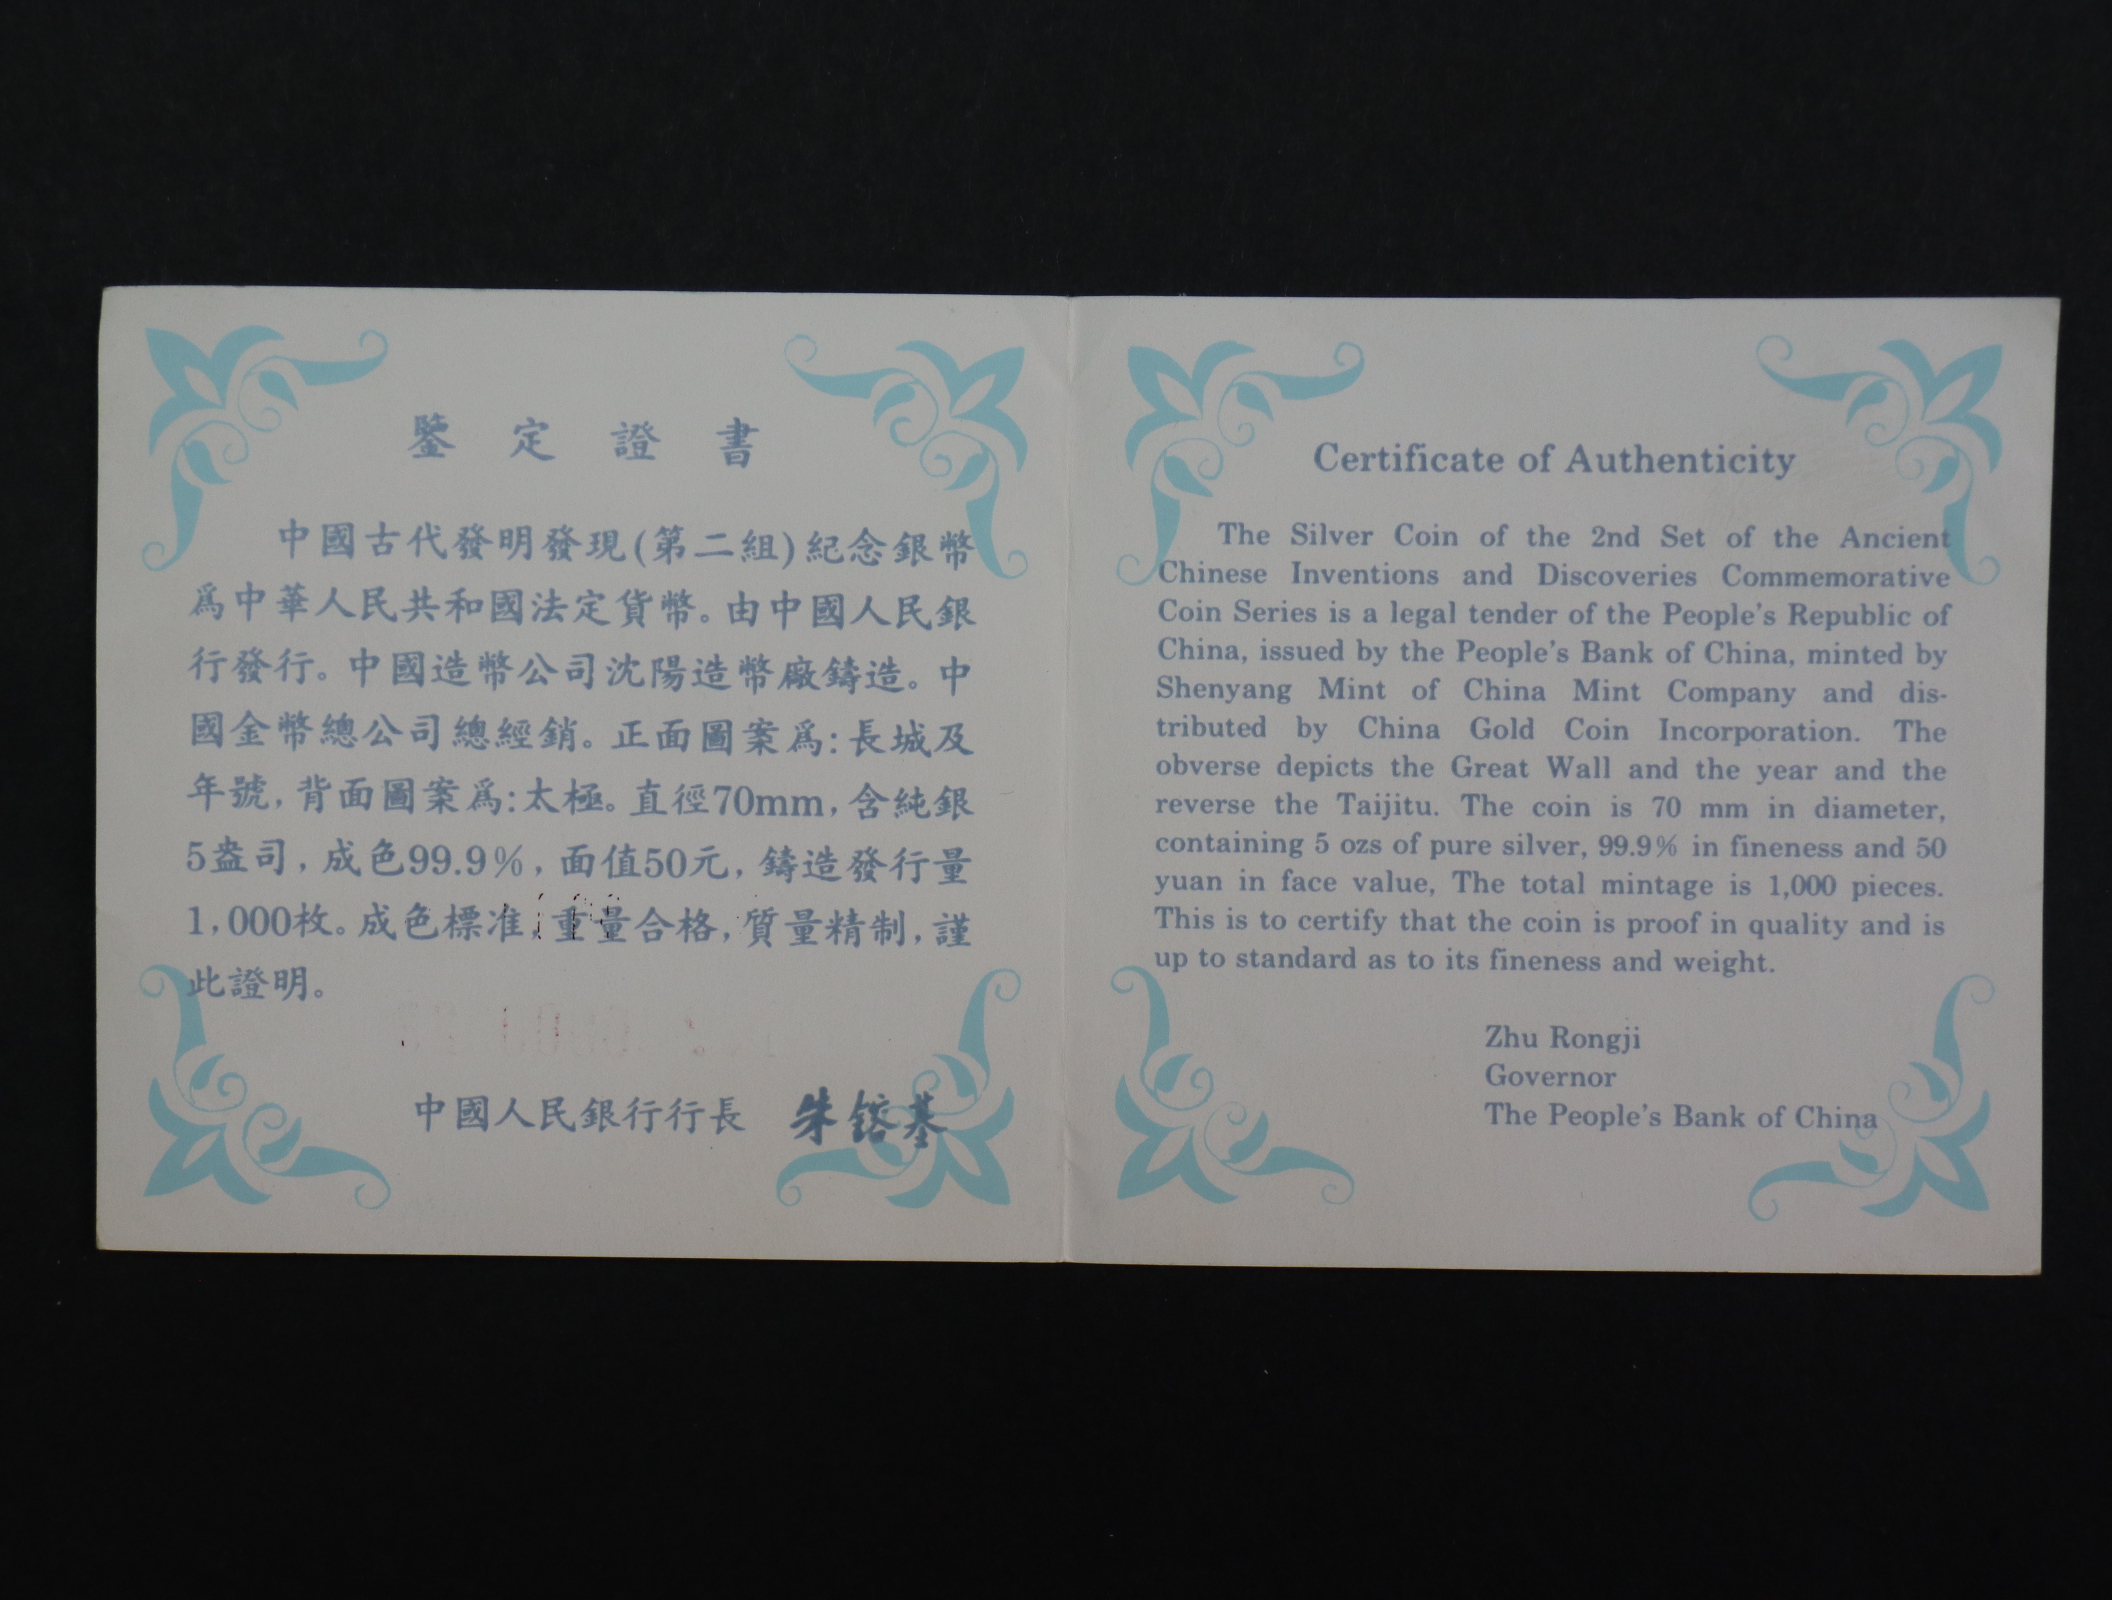 鑒定證書
中國古代發明發現(第二組)紀念銀幣
爲中華人民共和國法定貨幣。由中國人民銀
行發行。中國造幣公司沈陽造幣廠鑄造。中
國金幣總公司總經銷。正面圖案爲:長城及
年號,背面圖案爲:太極。直徑70mm,含純銀
5盎司,成色99.9%,面值50元,鑄造發行量
1,000枚。成色標准,重量合格,質量精制,謹
此證明。
中國人民銀行行長 朱鎔基
Certificate of Authenticity
The Silver Coin of the 2nd Set of the Ancient
Chinese Inventions and Discoveries Commemorative
Coin Series is a legal tender of the People's Republic of
China, issued by the People's Bank of China, minted by
Shenyang Mint of China Mint Company and dis-
tributed by China Gold Coin Incorporation. The
obverse depicts the Great Wall and the year and the
reverse the Taijitu. The coin is 70 mm in diameter,
containing 5 ozs of pure silver, 99.9% in fineness and 50
yuan in face value, The total mintage is 1,000 pieces.
This is to certify that the coin is proof in quality and is
up to standard as to its fineness and weight.
Zhu Rongji
Governor
The People's Bank of China